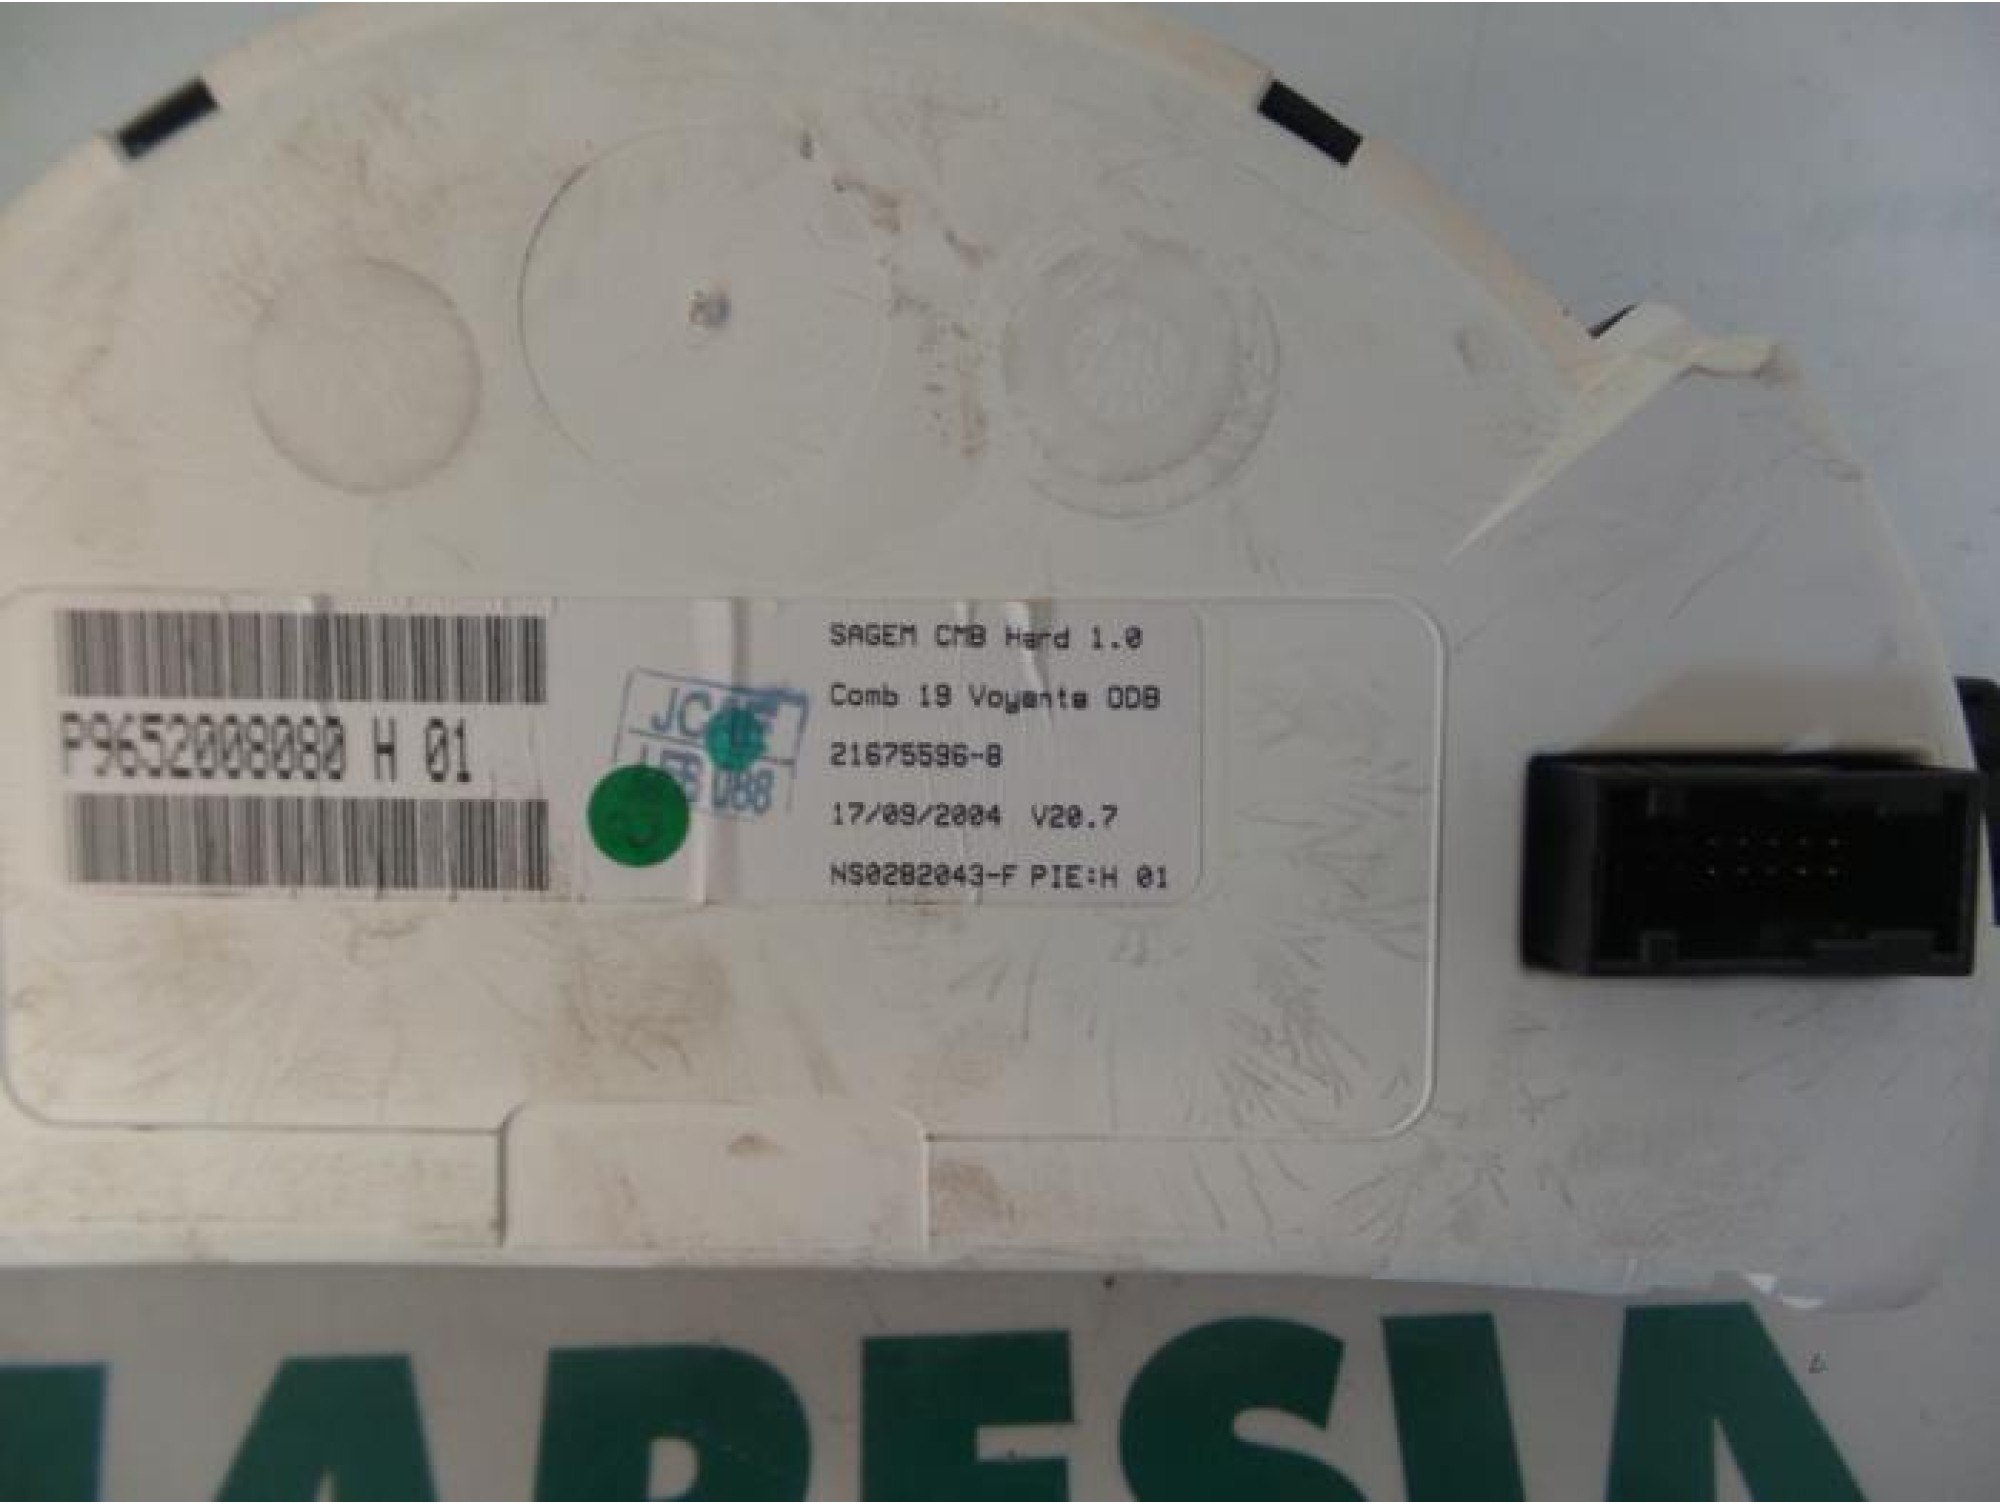 SAGEM CMB Hard 1.0
Comb 19 Voyants ODB
P9652008080 H 01
21675596-8
17/09/2004 V20.7
NS0282043-F PIE:H 01